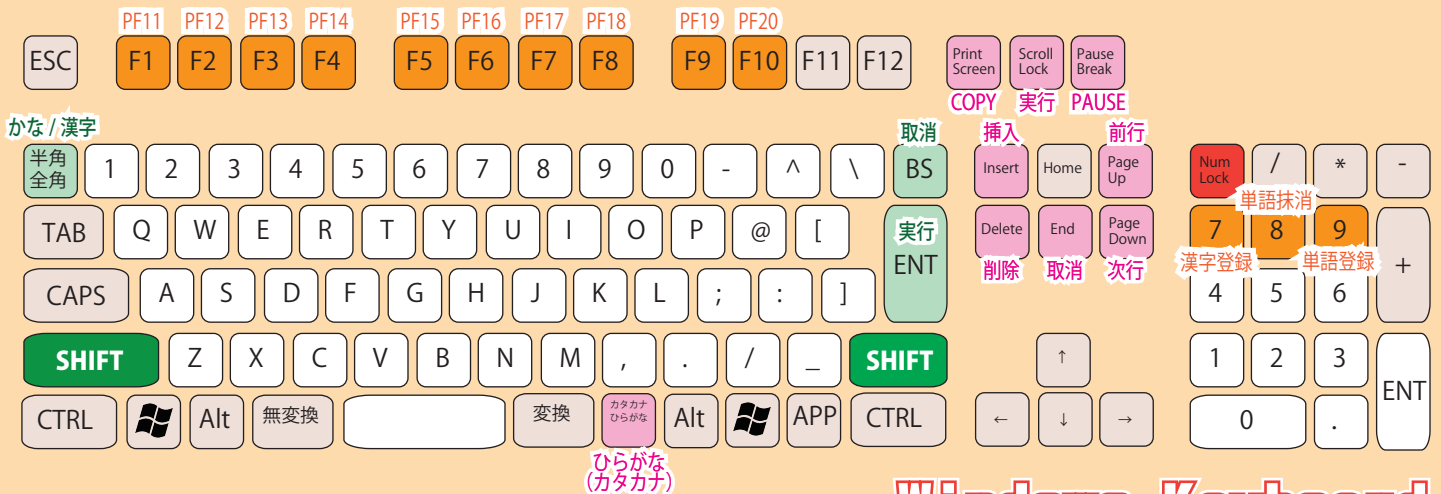 PF11 PF12 PF13 PF14 PF15 PF16 PF17 PF18 PF19 PF20
ESC F1 F2 F3 F4 F5 F6 F7 F8 F9 F10 F11 F12
Print Screen
Scroll Lock
Pause Break
COPY 実行 PAUSE
かな / 漢字
取消 挿入 前行
半角
全角
1 2 3 4 5 6 7 8 9 0 - ^ \ BS
Insert Home
Page
Up
Num
Lock
/ * -
単語抹消
TAB Q W E R T Y U I O P @ [
実行
ENT
Delete End
Page
Down
削除 取消 次行
7 8 9 +
漢字登録 単語登録
CAPS A S D F G H J K L ; : ]
4 5 6
SHIFT Z X C V B N M , . / _ SHIFT
↑
1 2 3 ENT
CTRL Alt 無変換 変換
カタカナ
ひらがな
Alt APP CTRL
← ↓ →
0 .
ひらがな
(カタカナ)
Windows Keyboard